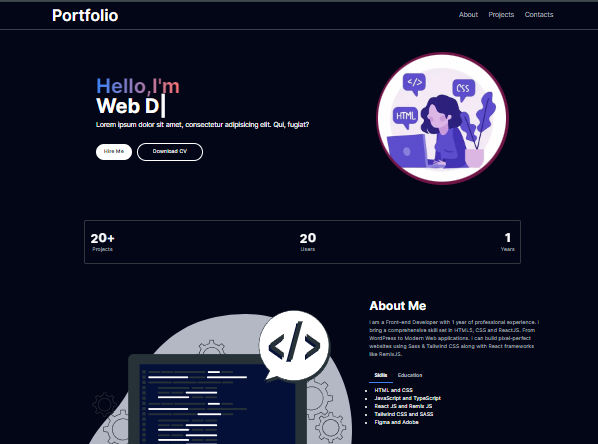 Portfolio
About Projects Contacts
Hello,I'm
Web D|
Lorem ipsum dolor sit amet, consectetur adipisicing elit. Qui, fugiat?
Hire Me Download CV
</>
CSS
HTML
20+ 20 1
Projects Users Years
</>
About Me
I am a Front-end Developer with 1 year of professional experience. I
bring a comprehensive skill set in HTML5, CSS and ReactJS. From
WordPress to Modern Web applications. I can build pixel-perfect
websites using Sass & Tailwind CSS along with React frameworks
like RemixJS.
Skills Education
HTML and CSS
JavaScript and TypeScript
React JS and Remix JS
Tailwind CSS and SASS
Figma and Adobe